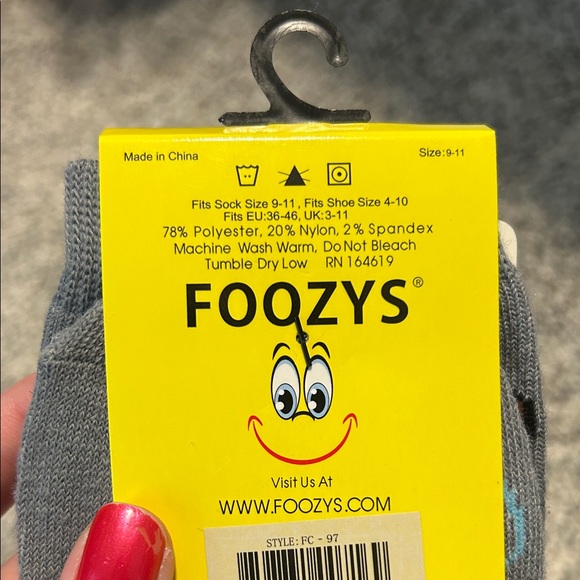 Made in China
Size:9-11
Fits Sock Size 9-11, Fits Shoe Size 4-10
Fits EU:36-46, UK:3-11
78% Polyester, 20% Nylon, 2% Spandex
Machine Wash Warm, Do Not Bleach
Tumble Dry Low RN 164619
FOOZYS®
Visit Us At
WWW.FOOZYS.COM
STYLE: FC - 97